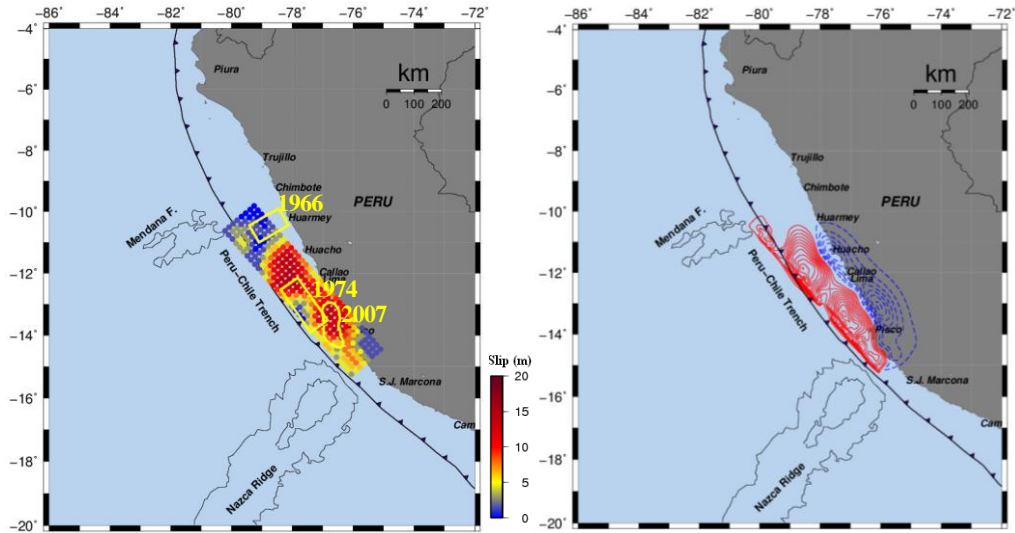 −86˚ −84˚ −82˚ −80˚ −78˚ −76˚ −74˚ −72˚
−4˚
−6˚
−8˚
−10˚
−12˚
−14˚
−16˚
−18˚
−20˚
Piura
km
0 100 200
Trujillo
Chimbote
PERU
1966
Huarmey
Mendana F.
Huacho
Callao
Lima
1974
2007
Peru−Chile Trench
S.J. Marcona
Cam
Nazca Ridge
Slip (m)
20
15
10
5
0
−86˚ −84˚ −82˚ −80˚ −78˚ −76˚ −74˚ −72˚
−4˚
−6˚
−8˚
−10˚
−12˚
−14˚
−16˚
−18˚
−20˚
Piura
km
0 100 200
Trujillo
Chimbote
PERU
Huarmey
Mendana F.
Huacho
Callao
Lima
Peru−Chile Trench
Pisco
S.J. Marcona
Cam
Nazca Ridge